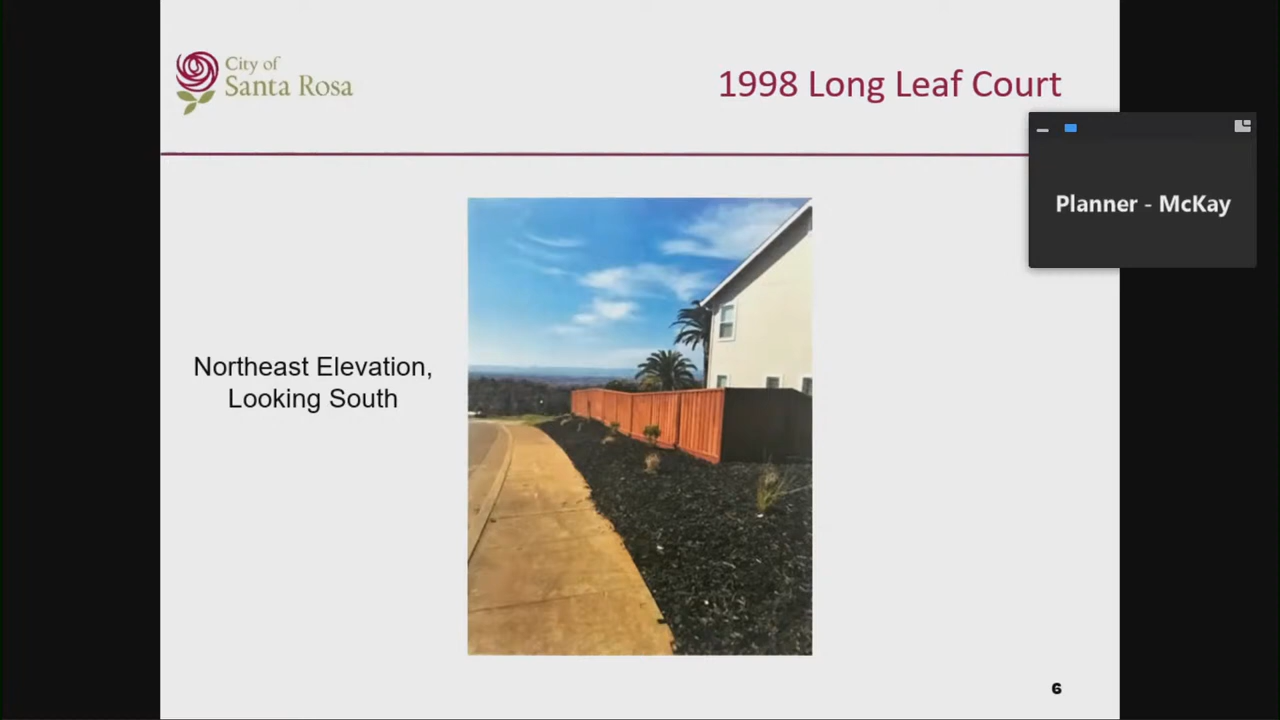 City of
Santa Rosa
1998 Long Leaf Court
Planner - McKay
Northeast Elevation,
Looking South
6